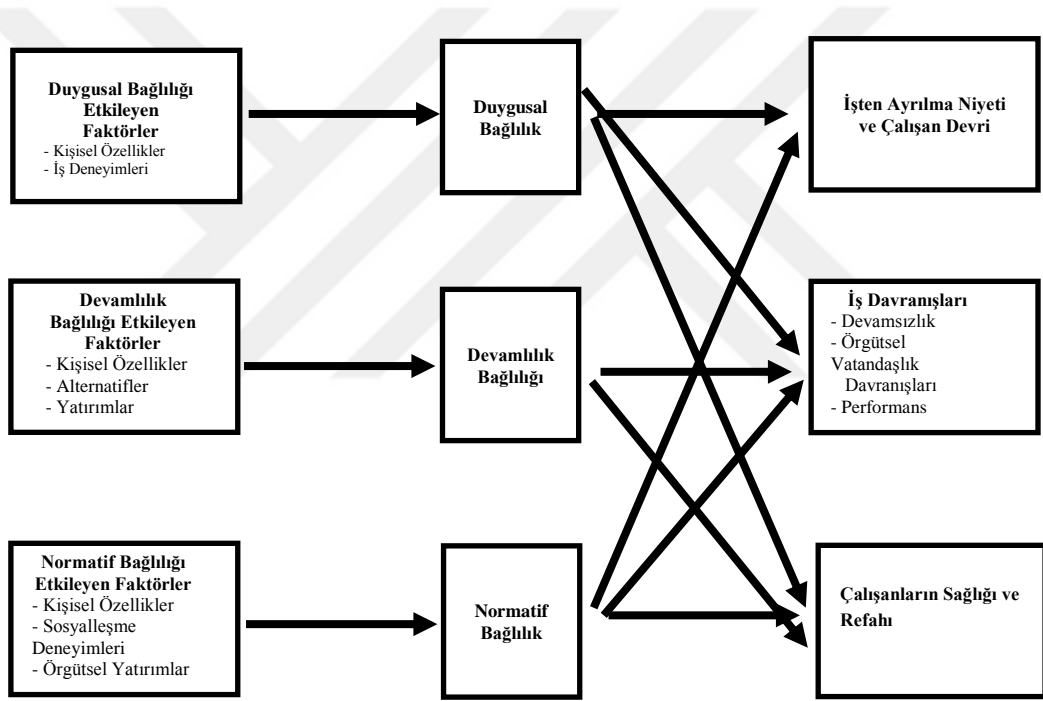 Duygusal Bağlılığı
Etkileyen
Faktörler
- Kişisel Özellikler
- İş Deneyimleri
Duygusal
Bağlılık
İşten Ayrılma Niyeti
ve Çalışan Devri
Devamlılık
Bağlılığı Etkileyen
Faktörler
- Kişisel Özellikler
- Alternatifler
- Yatırımlar
Devamlılık
Bağlılığı
İş Davranışları
- Devamsızlık
- Örgütsel
Vatandaşlık
Davranışları
- Performans
Normatif Bağlılığı
Etkileyen Faktörler
- Kişisel Özellikler
- Sosyalleşme
Deneyimleri
- Örgütsel Yatırımlar
Normatif
Bağlılık
Çalışanların Sağlığı ve
Refahı